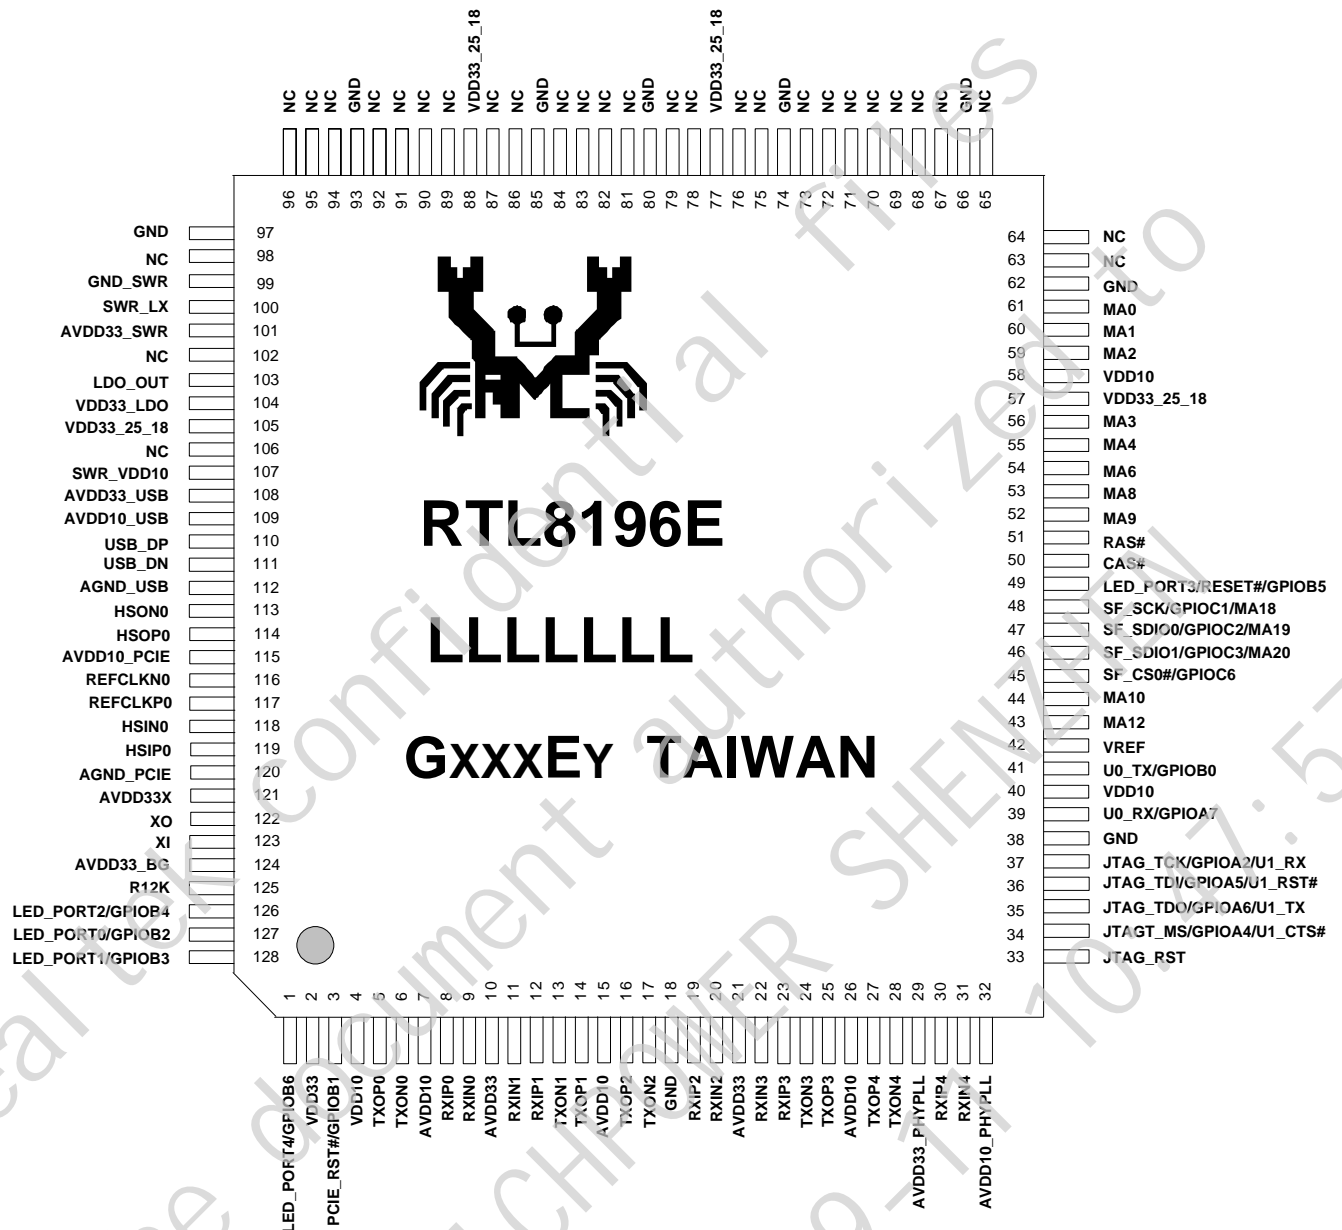 NC
NC
NC
GND
NC
NC
NC
NC
VDD33_25_18
NC
NC
GND
NC
NC
NC
NC
GND
NC
NC
VDD33_25_18
NC
NC
GND
NC
NC
NC
NC
NC
NC
NC
GND
NC
96 95 94 93 92 91 90 89 88 87 86 85 84 83 82 81 80 79 78 77 76 75 74 73 72 71 70 69 68 67 66 65
GND 97
NC 98
GND_SWR 99
SWR_LX 100
AVDD33_SWR 101
NC 102
LDO_OUT 103
VDD33_LDO 104
VDD33_25_18 105
NC 106
SWR_VDD10 107
AVDD33_USB 108
AVDD10_USB 109
USB_DP 110
USB_DN 111
AGND_USB 112
HSON0 113
HSOP0 114
AVDD10_PCIE 115
REFCLKN0 116
REFCLKP0 117
HSIN0 118
HSIP0 119
AGND_PCIE 120
AVDD33X 121
XO 122
XI 123
AVDD33_BG 124
R12K 125
LED_PORT2/GPIOB4 126
LED_PORT0/GPIOB2 127
LED_PORT1/GPIOB3 128
RTL8196E
LLLLLLL
GXXXEY TAIWAN
64 NC
63 NC
62 GND
61 MA0
60 MA1
59 MA2
58 VDD10
57 VDD33_25_18
56 MA3
55 MA4
54 MA6
53 MA8
52 MA9
51 RAS#
50 CAS#
49 LED_PORT3/RESET#/GPIOB5
48 SF_SCK/GPIOC1/MA18
47 SF_SDIO0/GPIOC2/MA19
46 SF_SDIO1/GPIOC3/MA20
45 SF_CS0#/GPIOC6
44 MA10
43 MA12
42 VREF
41 U0_TX/GPIOB0
40 VDD10
39 U0_RX/GPIOA7
38 GND
37 JTAG_TCK/GPIOA2/U1_RX
36 JTAG_TDI/GPIOA5/U1_RST#
35 JTAG_TDO/GPIOA6/U1_TX
34 JTAGT_MS/GPIOA4/U1_CTS#
33 JTAG_RST
1 2 3 4 5 6 7 8 9 10 11 12 13 14 15 16 17 18 19 20 21 22 23 24 25 26 27 28 29 30 31 32
LED_PORT4/GPIOB6
VDD33
PCIE_RST#/GPIOB1
VDD10
TXOP0
TXON0
AVDD10
RXIP0
RXIN0
AVDD33
RXIN1
RXIP1
TXON1
TXOP1
AVDD10
TXOP2
TXON2
GND
RXIP2
RXIN2
AVDD33
RXIN3
RXIP3
TXON3
TXOP3
AVDD10
TXOP4
TXON4
AVDD33_PHYPLL
RXIP4
RXIN4
AVDD10_PHYPLL
ealtek confidential files
document authorized to
CHPOWER SHENZHEN